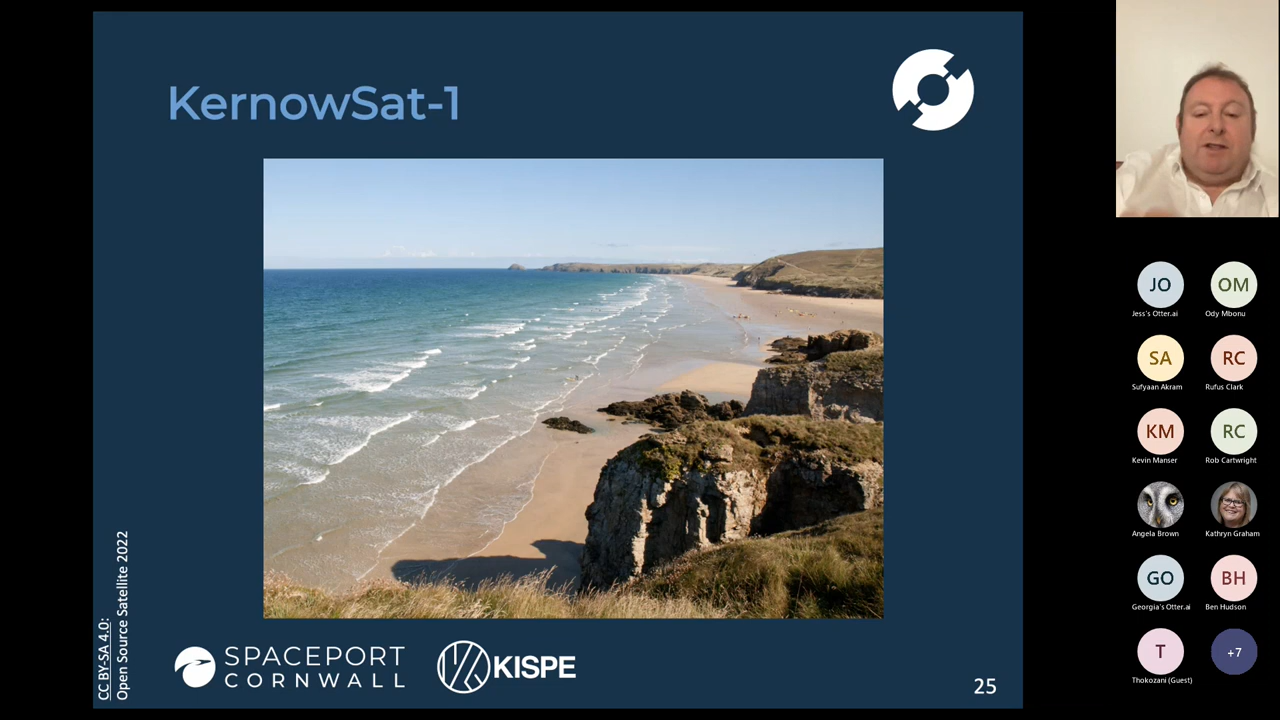 KernowSat-1
CC BY-SA 4.0:
Open Source Satellite 2022
SPACEPORT
CORNWALL
KISPE
25
JO
OM
Jess's Otter.ai
Ody Mbonu
SA
RC
Sufyaan Akram
Rufus Clark
KM
RC
Kevin Manser
Rob Cartwright
Angela Brown
Kathryn Graham
GO
BH
Georgia's Otter.ai
Ben Hudson
T
+7
Thokozani (Guest)